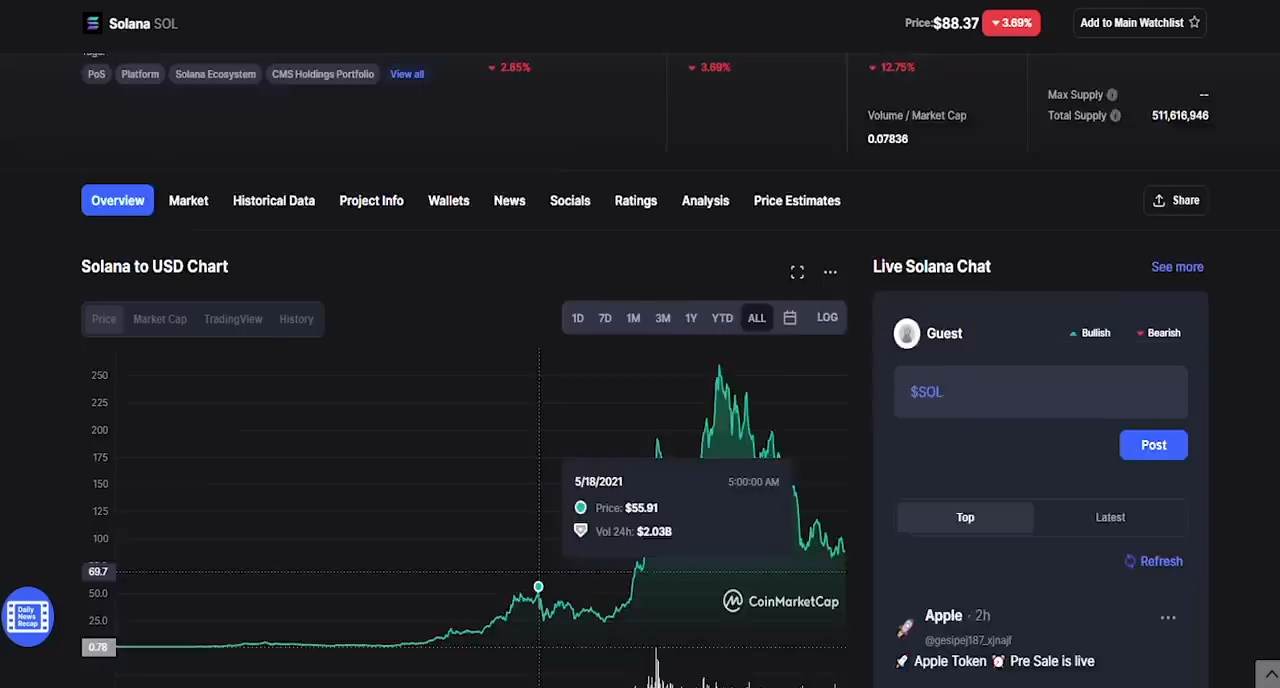 Solana SOL
Price:$88.37
3.69%
Add to Main Watchlist
PoS
Platform
Solana Ecosystem
CMS Holdings Portfolio
View all
2.65%
3.69%
12.75%
Volume / Market Cap
0.07836
Max Supply --
Total Supply 511,616,946
Overview
Market
Historical Data
Project Info
Wallets
News
Socials
Ratings
Analysis
Price Estimates
Share
Solana to USD Chart
Price
Market Cap
TradingView
History
1D
7D
1M
3M
1Y
YTD
ALL
LOG
250
225
200
175
150
125
100
69.7
50.0
25.0
0.78
5/18/2021 5:00:00 AM
Price: $55.91
Vol 24h: $2.03B
CoinMarketCap
Daily
News
Recap
Live Solana Chat
See more
Guest
Bullish
Bearish
$SOL
Post
Top
Latest
Refresh
Apple · 2h
@gesipej187_xjnajf
Apple Token Pre Sale is live